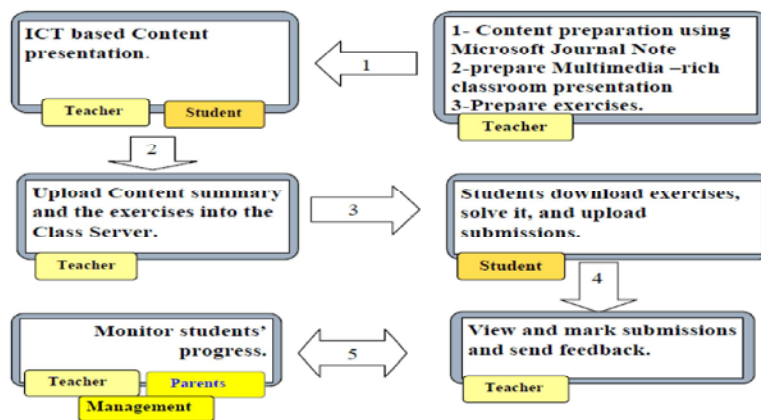 ICT based Content
presentation.
Teacher
Student
1
1- Content preparation using
Microsoft Journal Note
2-prepare Multimedia –rich
classroom presentation
3-Prepare exercises.
Teacher
2
Upload Content summary
and the exercises into the
Class Server.
Teacher
3
Students download exercises,
solve it, and upload
submissions.
Student
4
Monitor students’
progress.
Teacher
Parents
Management
5
View and mark submissions
and send feedback.
Teacher